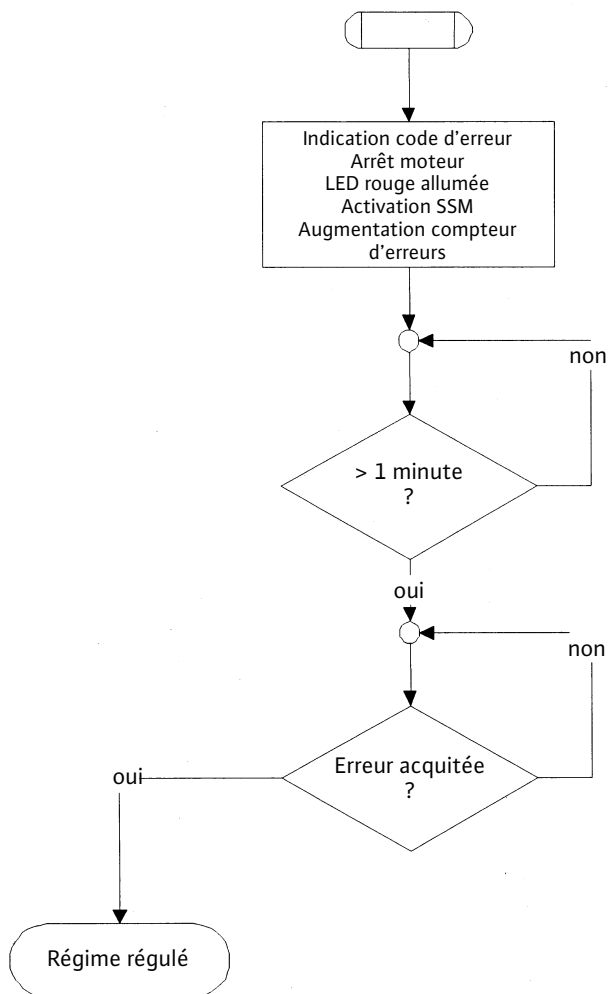 Indication code d'erreur
Arrêt moteur
LED rouge allumée
Activation SSM
Augmentation compteur
d'erreurs
non
> 1 minute
?
oui
non
Erreur acquitée
?
oui
Régime régulé